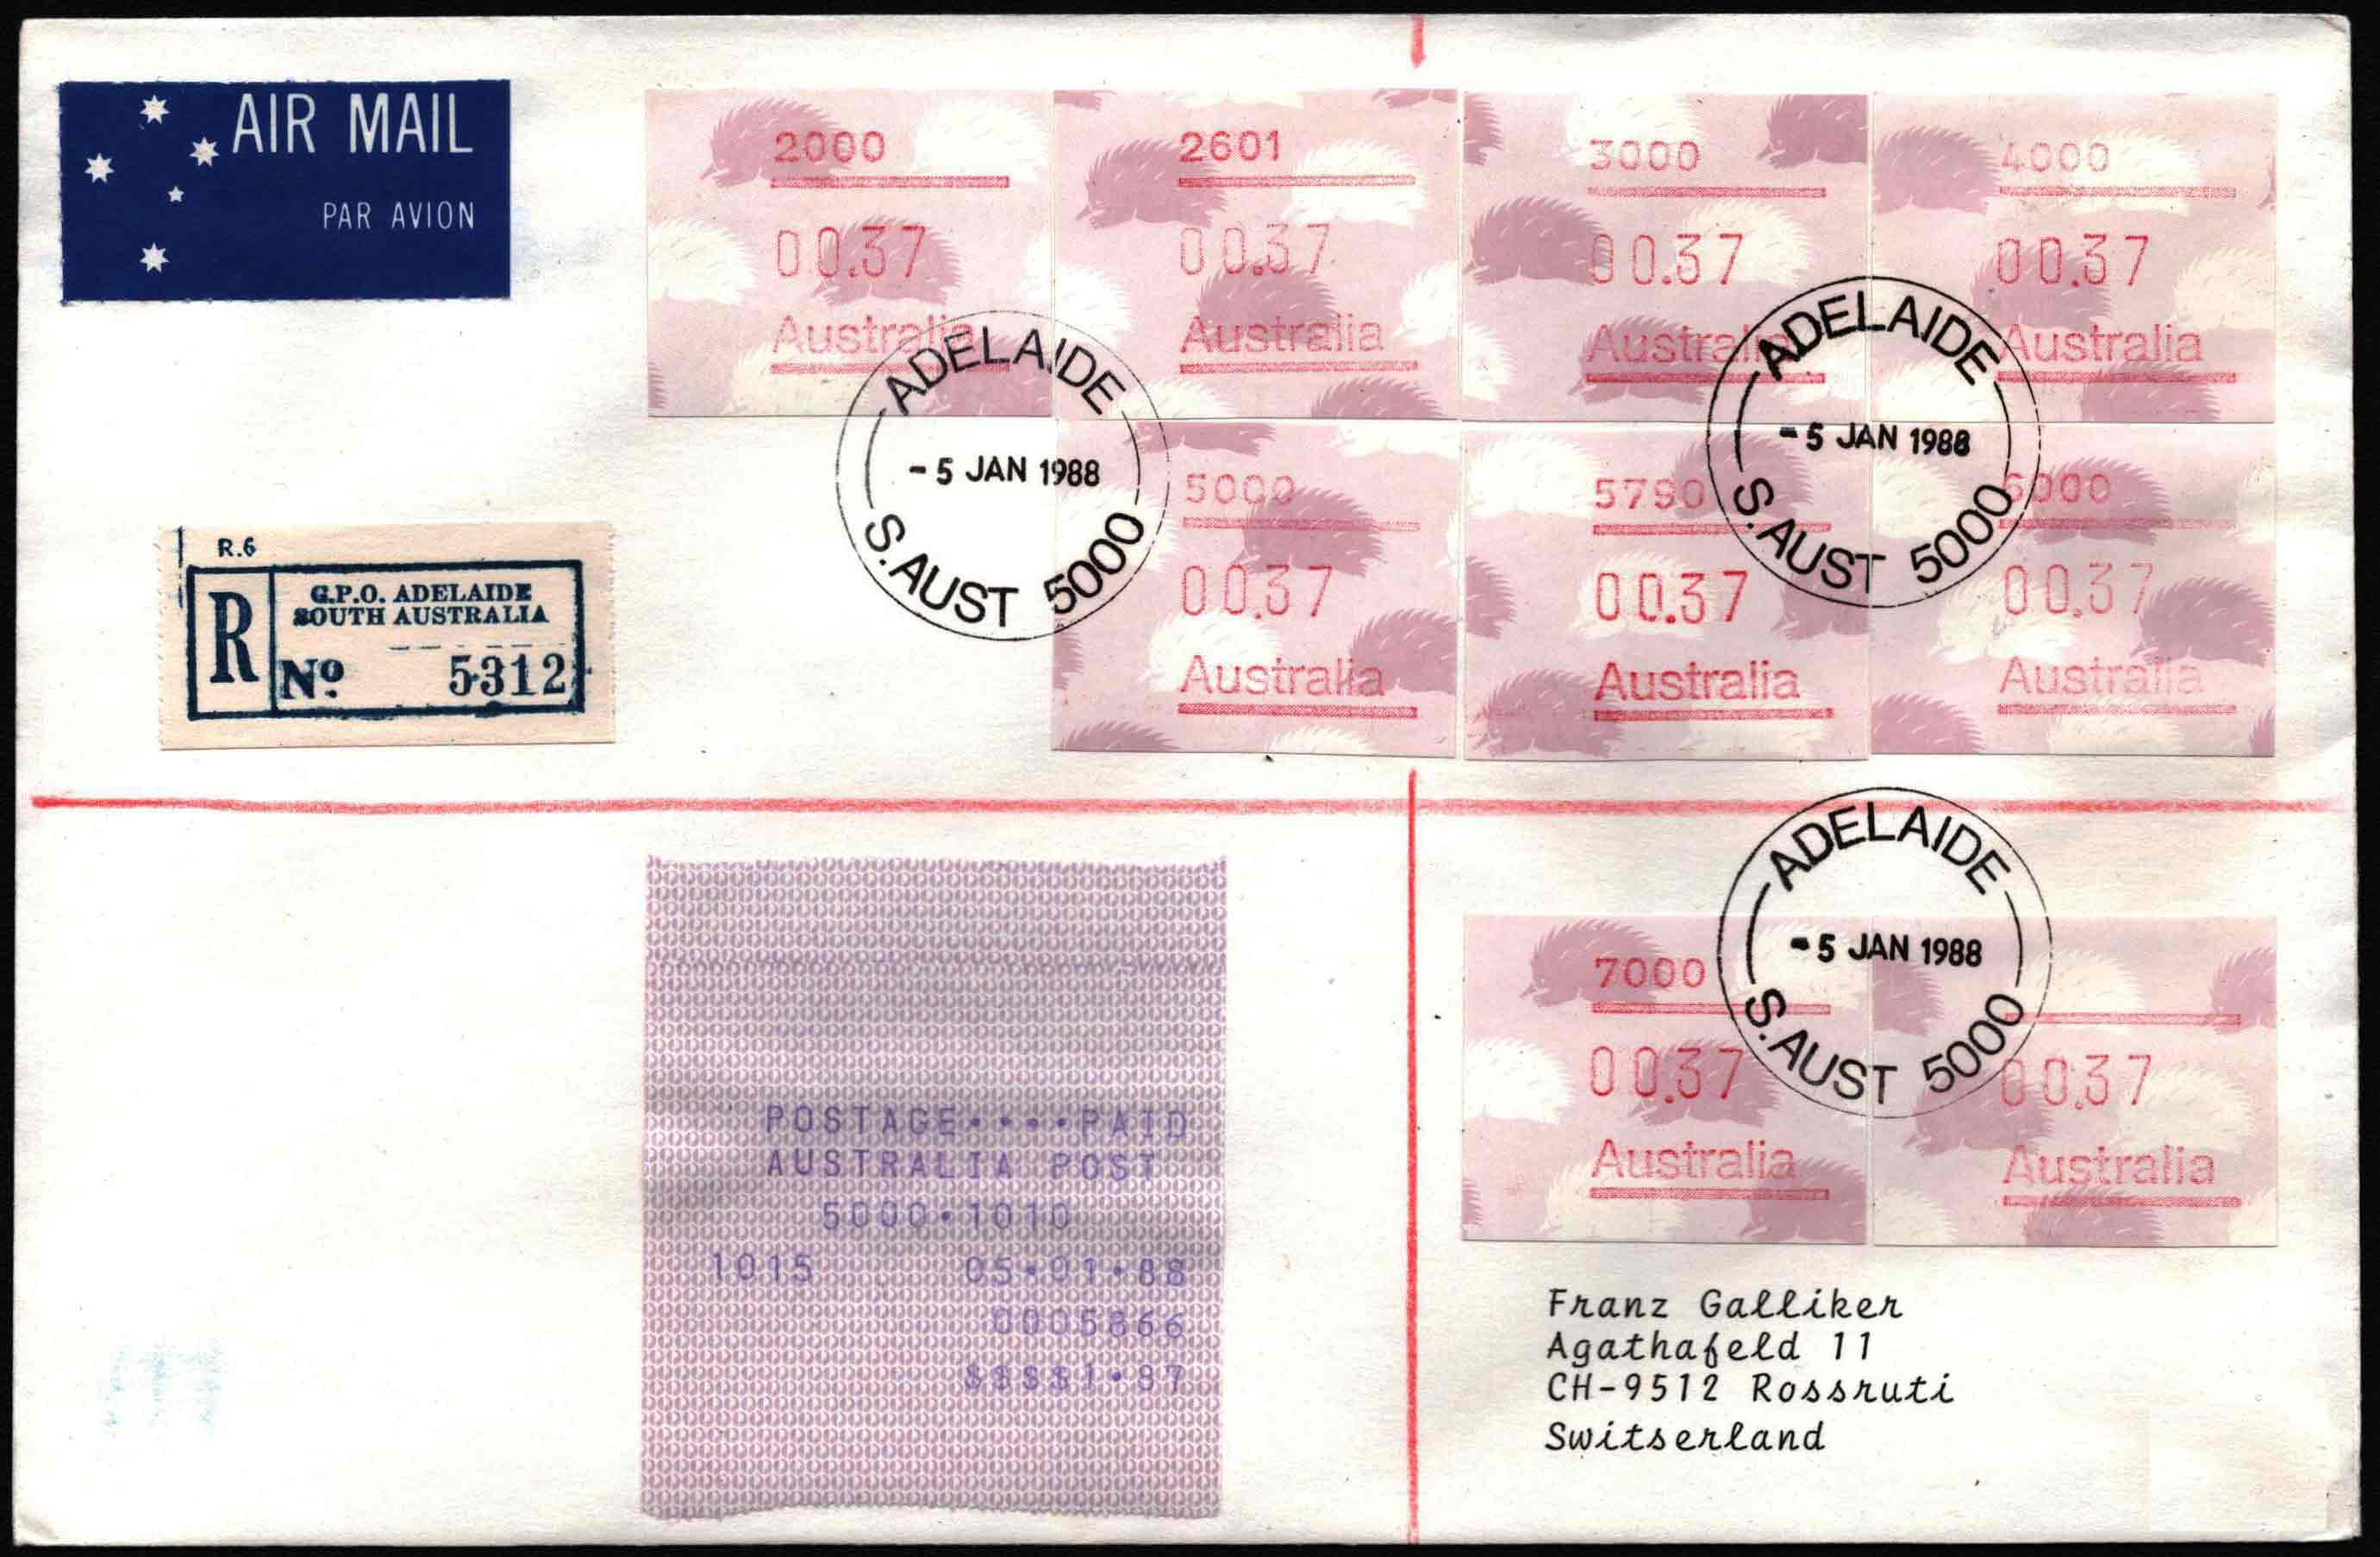 AIR MAIL
PAR AVION
2000
00.37
Australia
2601
00.37
Australia
3000
00.37
Australia
4000
00.37
Australia
ADELAIDE
- 5 JAN 1988
S.AUST 5000
ADELAIDE
- 5 JAN 1988
S.AUST 5000
5000
00.37
Australia
5790
00.37
Australia
6000
00.37
Australia
R.6
R
G.P.O. ADELAIDE
SOUTH AUSTRALIA
No. 5312
ADELAIDE
- 5 JAN 1988
S.AUST 5000
7000
00.37
Australia
00.37
Australia
POSTAGE····PAID
AUSTRALIA POST
5000·1010
1015 05·01·88
0005866
$$$$1·87
Franz Galliker
Agathafeld 11
CH-9512 Rossruti
Switserland